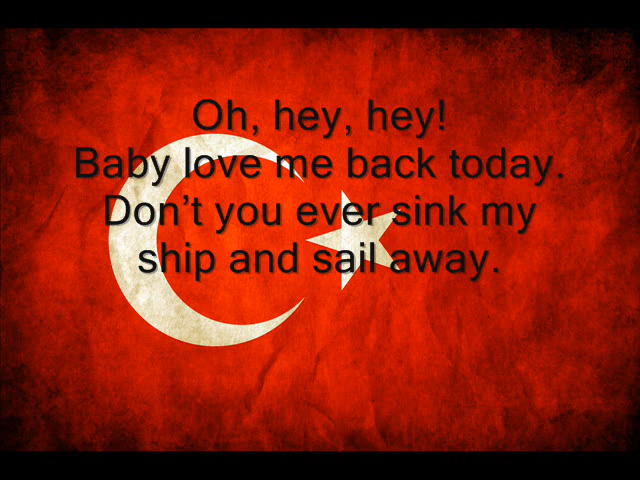 Oh, hey, hey!
Baby love me back today.
Don’t you ever sink my
ship and sail away.